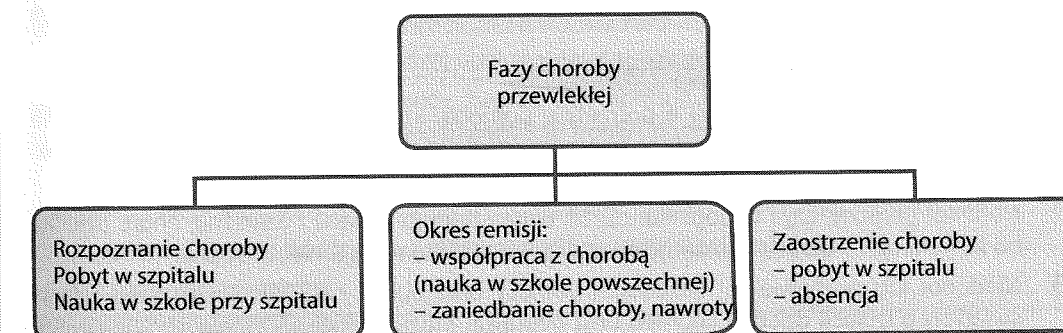 Fazy choroby
przewlekłej
Rozpoznanie choroby
Pobyt w szpitalu
Nauka w szkole przy szpitalu
Okres remisji:
– współpraca z chorobą
(nauka w szkole powszechnej)
– zaniedbanie choroby, nawroty
Zaostrzenie choroby
– pobyt w szpitalu
– absencja